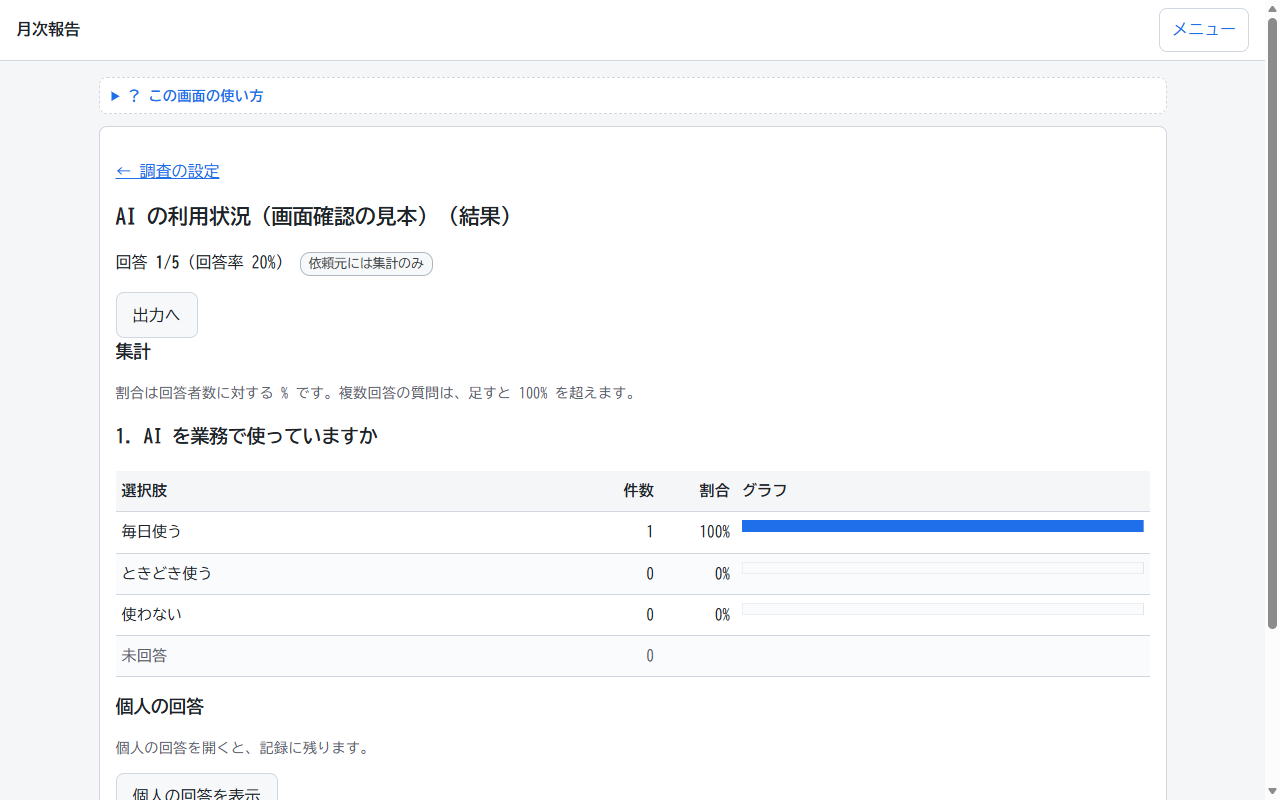 月次報告
メニュー
▶ ? この画面の使い方
← 調査の設定
AI の利用状況（画面確認の見本）（結果）
回答 1/5（回答率 20%） 依頼元には集計のみ
出力へ
集計
割合は回答者数に対する % です。複数回答の質問は、足すと 100% を超えます。
1. AI を業務で使っていますか
選択肢 件数 割合 グラフ
毎日使う 1 100%
ときどき使う 0 0%
使わない 0 0%
未回答 0
個人の回答
個人の回答を開くと、記録に残ります。
個人の回答を表示